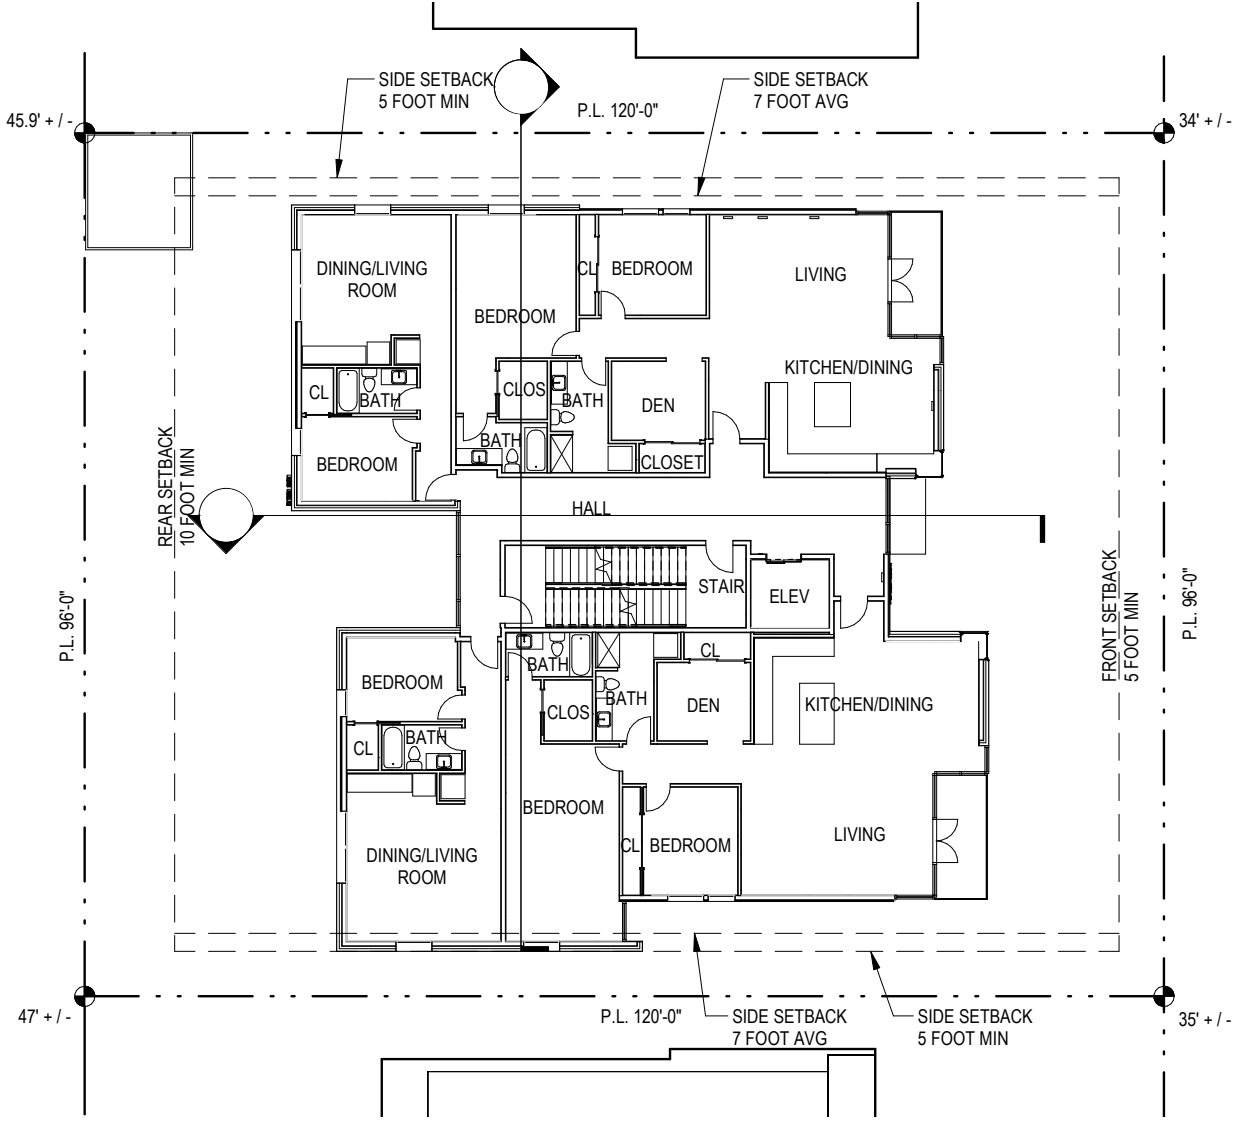 SIDE SETBACK
5 FOOT MIN
SIDE SETBACK
7 FOOT AVG
P.L. 120'-0"
45.9' + / -
34' + / -
DINING/LIVING
ROOM
BEDROOM
CL
BEDROOM
LIVING
KITCHEN/DINING
CL
BATH
CLOS
BATH
DEN
BATH
BEDROOM
CLOSET
REAR SETBACK
10 FOOT MIN
HALL
STAIR
ELEV
FRONT SETBACK
5 FOOT MIN
P.L. 96'-0"
P.L. 96'-0"
BATH
CL
BEDROOM
CLOS
BATH
DEN
KITCHEN/DINING
CL
BATH
BEDROOM
CL
BEDROOM
LIVING
DINING/LIVING
ROOM
47' + / -
P.L. 120'-0"
SIDE SETBACK
7 FOOT AVG
SIDE SETBACK
5 FOOT MIN
35' + / -